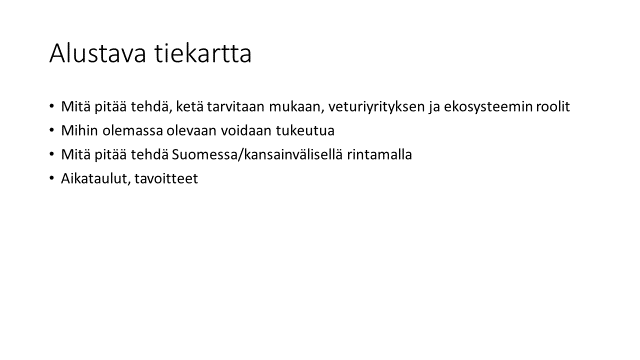 Alustava tiekartta
• Mitä pitää tehdä, ketä tarvitaan mukaan, veturiyrityksen ja ekosysteemin roolit
• Mihin olemassa olevaan voidaan tukeutua
• Mitä pitää tehdä Suomessa/kansainvälisellä rintamalla
• Aikataulut, tavoitteet